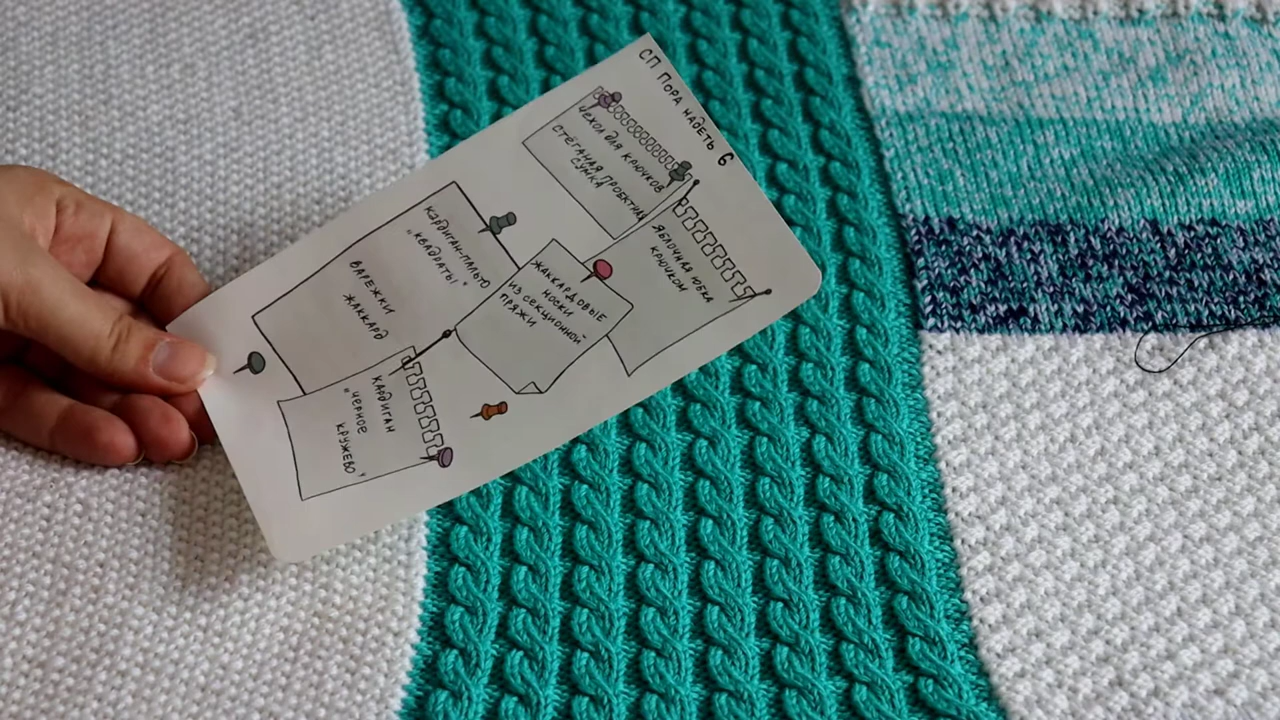 СП ПОРА НАДЕТЬ 6
ЧЕХОЛ ДЛЯ КРЮЧКОВ
СТЁГАНАЯ ПРОЕКТНАЯ
СУМКА
ЯБЛОЧНАЯ ЮБКА
КРЮЧКОМ
КАРДИГАН-ПАЛЬТО
"КВАДРАТЫ"
ВАРЕЖКИ
ЖАККАРД
ЖАККАРДОВЫЕ
НОСКИ
ИЗ СЕКЦИОННОЙ
ПРЯЖИ
КАРДИГАН
"ЧЕРНОЕ
КРУЖЕВО"